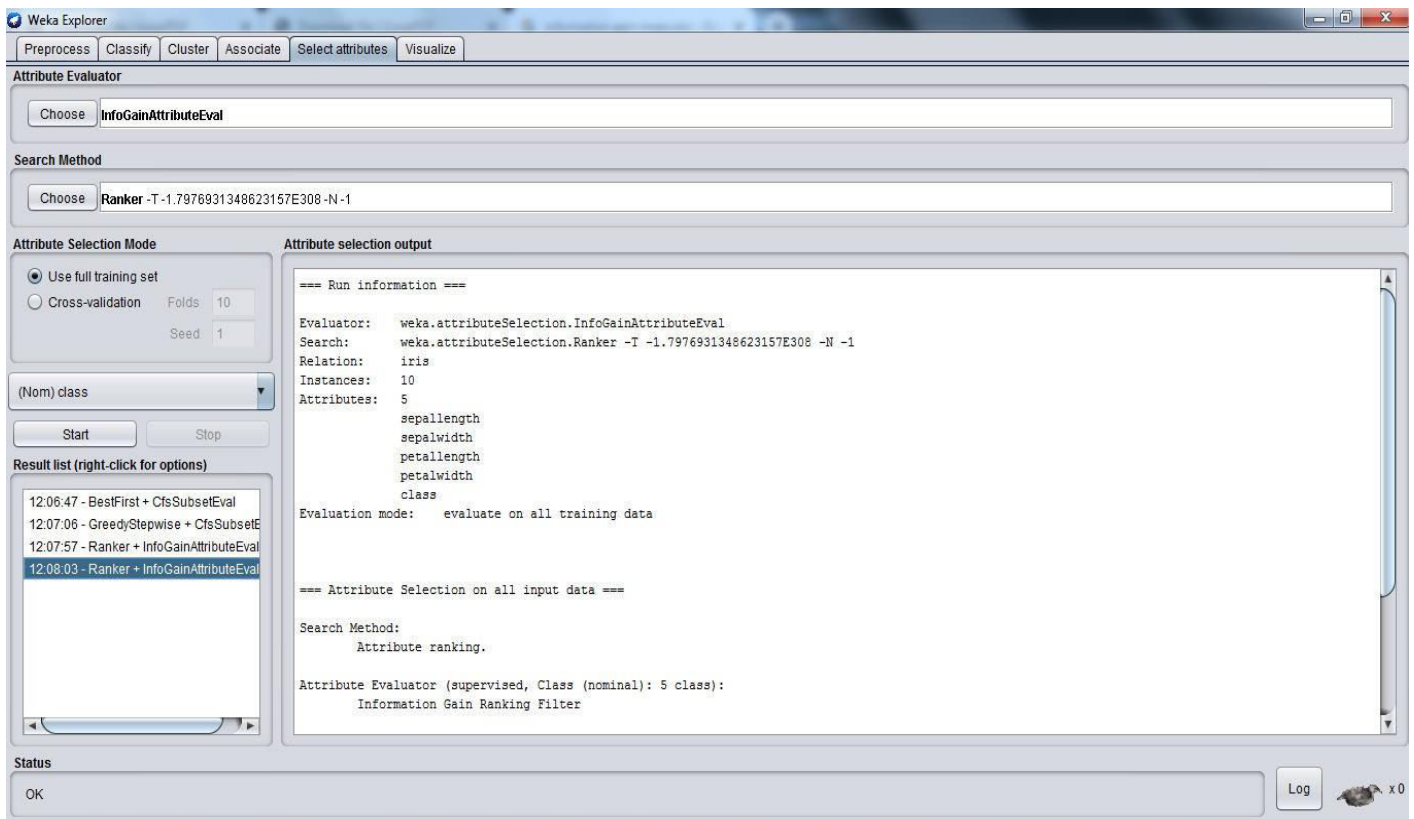 Weka Explorer
Preprocess Classify Cluster Associate Select attributes Visualize
Attribute Evaluator
Choose InfoGainAttributeEval
Search Method
Choose Ranker -T -1.7976931348623157E308 -N -1
Attribute Selection Mode
Use full training set
Cross-validation Folds 10
Seed 1
(Nom) class
Start Stop
Result list (right-click for options)
12:06:47 - BestFirst + CfsSubsetEval
12:07:06 - GreedyStepwise + CfsSubsetE
12:07:57 - Ranker + InfoGainAttributeEval
12:08:03 - Ranker + InfoGainAttributeEval
Attribute selection output
=== Run information ===
Evaluator: weka.attributeSelection.InfoGainAttributeEval
Search: weka.attributeSelection.Ranker -T -1.7976931348623157E308 -N -1
Relation: iris
Instances: 10
Attributes: 5
sepallength
sepalwidth
petallength
petalwidth
class
Evaluation mode: evaluate on all training data
=== Attribute Selection on all input data ===
Search Method:
Attribute ranking.
Attribute Evaluator (supervised, Class (nominal): 5 class):
Information Gain Ranking Filter
Status
OK
Log x 0